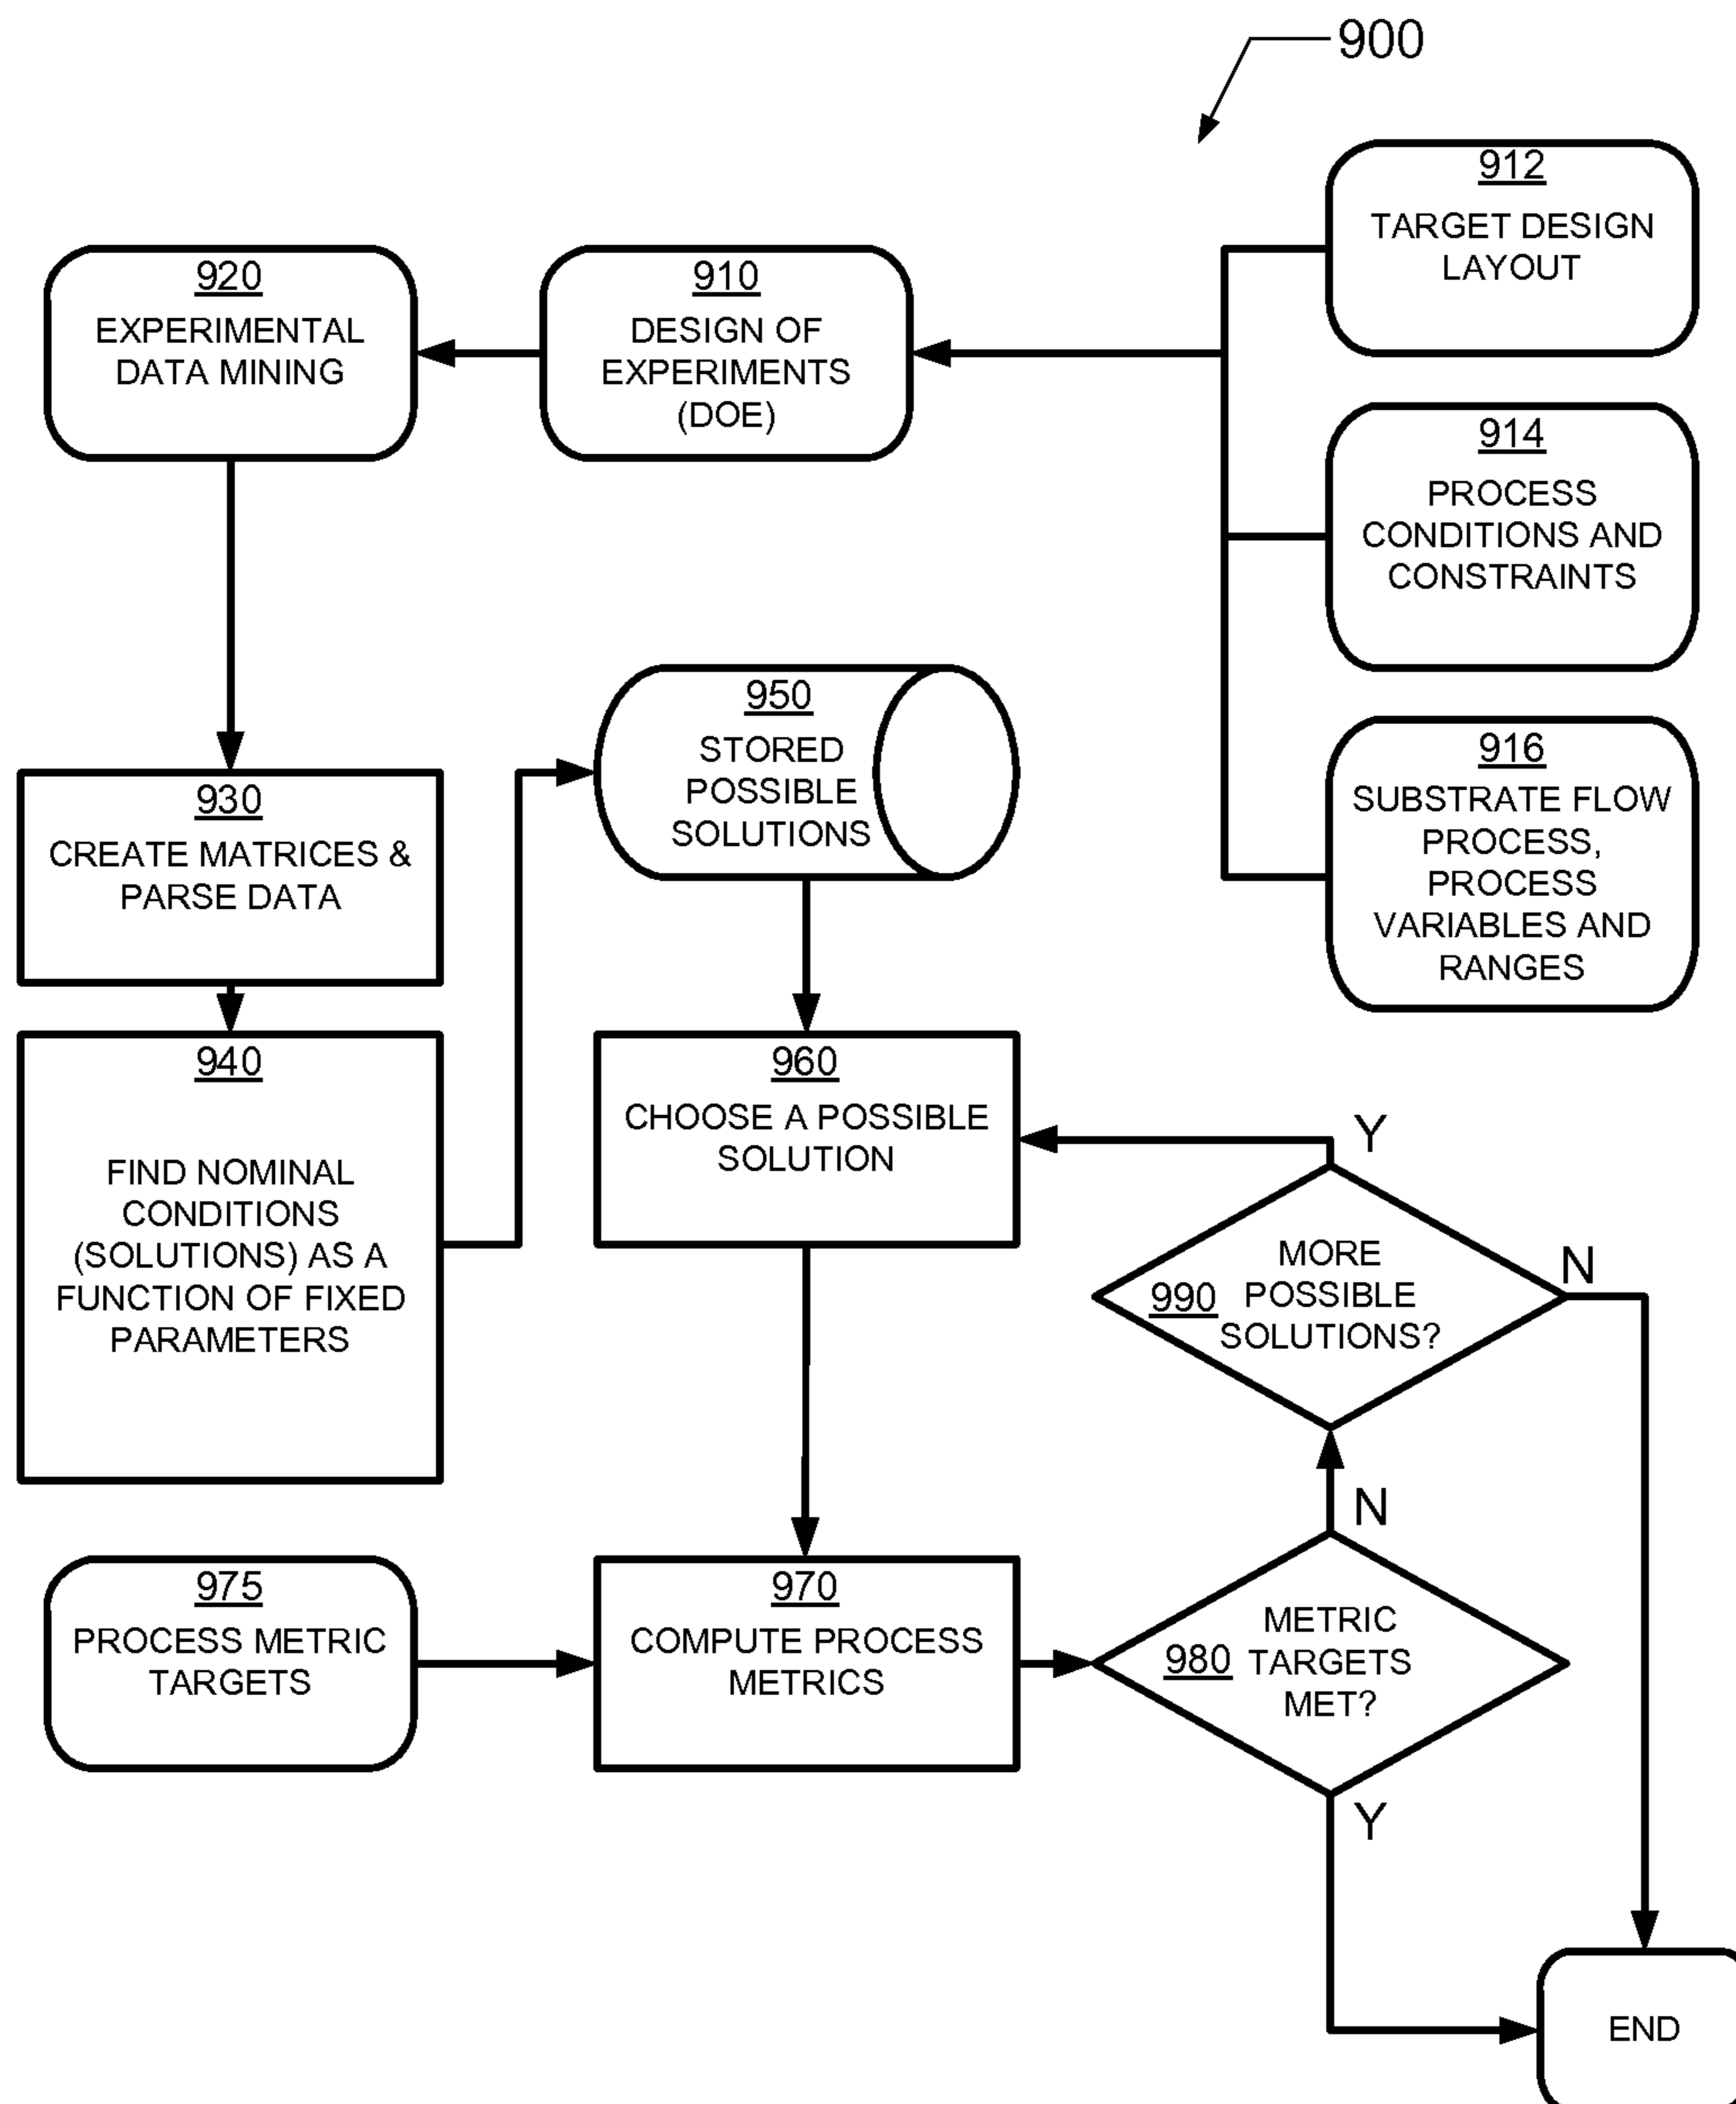 900
912
TARGET DESIGN
LAYOUT
920
EXPERIMENTAL
DATA MINING
910
DESIGN OF
EXPERIMENTS
(DOE)
914
PROCESS
CONDITIONS AND
CONSTRAINTS
916
SUBSTRATE FLOW
PROCESS,
PROCESS
VARIABLES AND
RANGES
930
CREATE MATRICES &
PARSE DATA
950
STORED
POSSIBLE
SOLUTIONS
940
FIND NOMINAL
CONDITIONS
(SOLUTIONS) AS A
FUNCTION OF FIXED
PARAMETERS
960
CHOOSE A POSSIBLE
SOLUTION
Y
990
MORE
POSSIBLE
SOLUTIONS?
N
N
975
PROCESS METRIC
TARGETS
970
COMPUTE PROCESS
METRICS
980
METRIC
TARGETS
MET?
Y
END